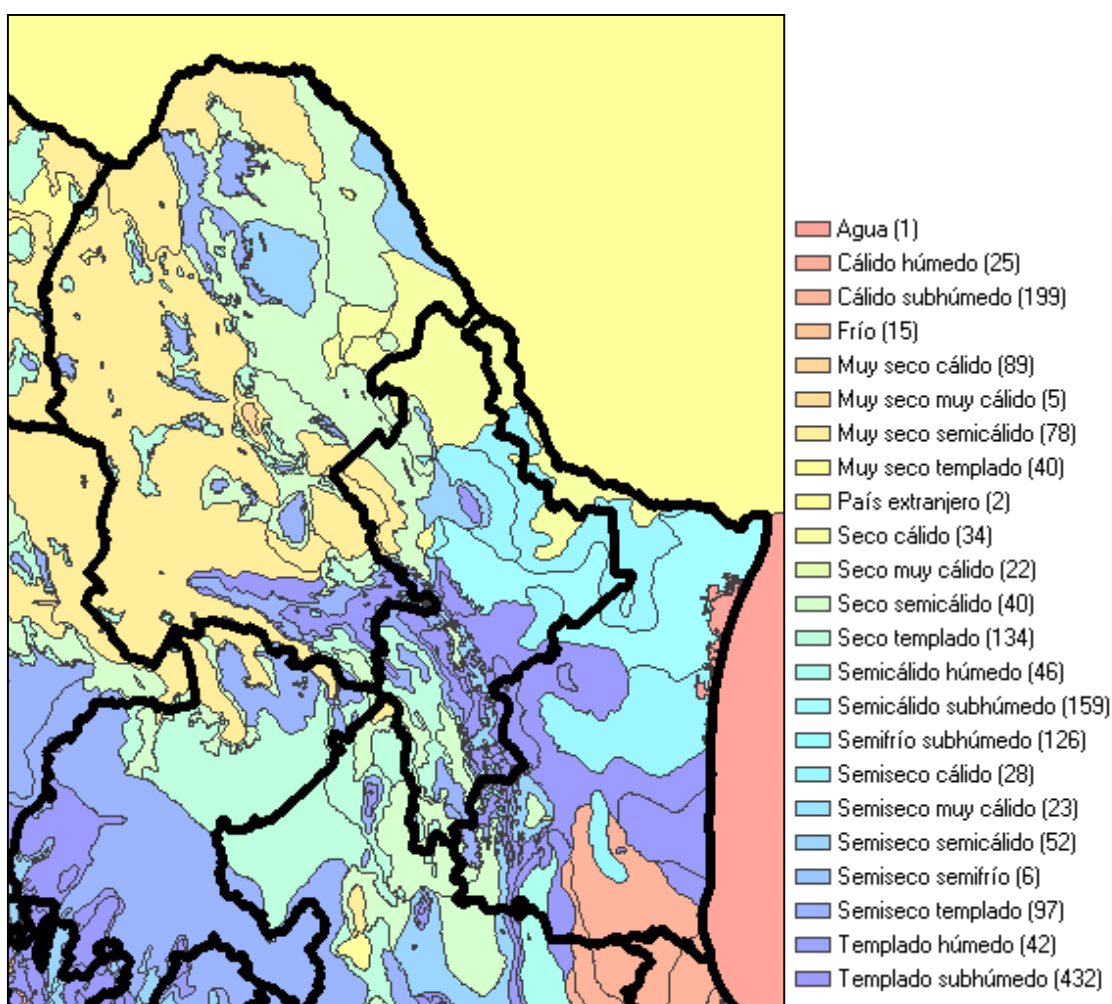 Agua (1)
Cálido húmedo (25)
Cálido subhúmedo (199)
Frío (15)
Muy seco cálido (89)
Muy seco muy cálido (5)
Muy seco semicálido (78)
Muy seco templado (40)
País extranjero (2)
Seco cálido (34)
Seco muy cálido (22)
Seco semicálido (40)
Seco templado (134)
Semicálido húmedo (46)
Semicálido subhúmedo (159)
Semifrío subhúmedo (126)
Semiseco cálido (28)
Semiseco muy cálido (23)
Semiseco semicálido (52)
Semiseco semifrío (6)
Semiseco templado (97)
Templado húmedo (42)
Templado subhúmedo (432)